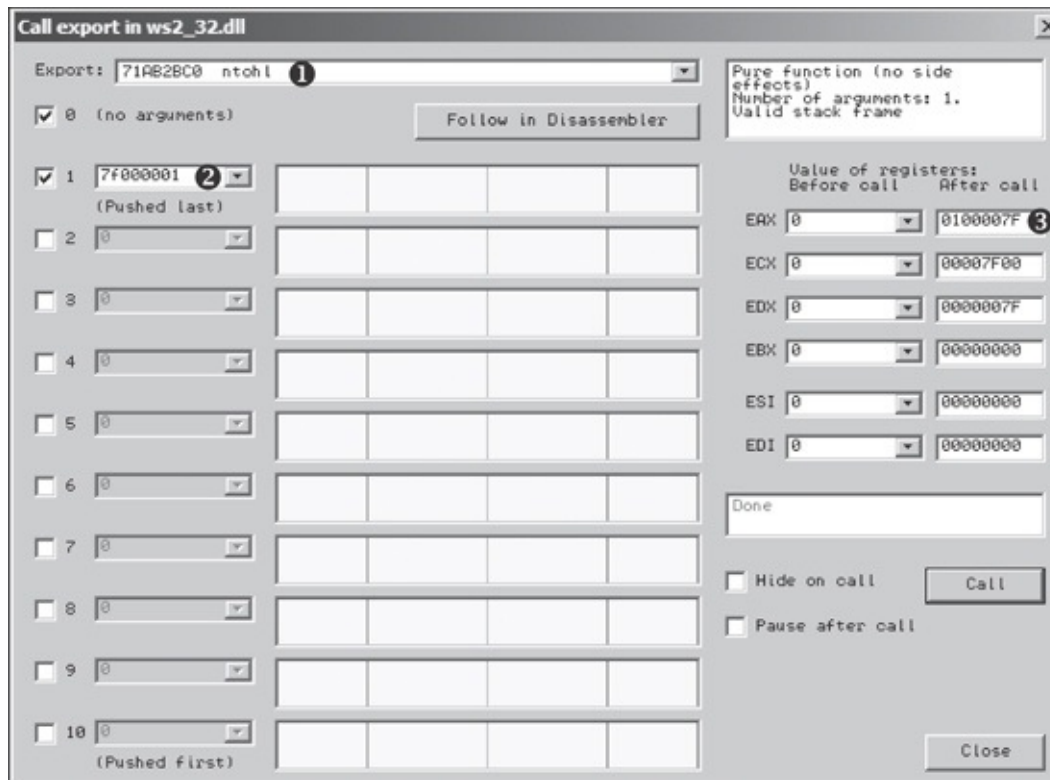 Call export in ws2_32.dll
Export: 71AB2BC0 ntohl ❶
0 (no arguments)
Follow in Disassembler
1 7f000001 ❷
(Pushed last)
2 0
3 0
4 0
5 0
6 0
7 0
8 0
9 0
10 0
(Pushed first)
Pure function (no side
effects)
Number of arguments: 1.
Valid stack frame
Value of registers:
Before call After call
EAX 0 0100007F ❸
ECX 0 00007F00
EDX 0 0000007F
EBX 0 00000000
ESI 0 00000000
EDI 0 00000000
Done
Hide on call
Call
Pause after call
Close